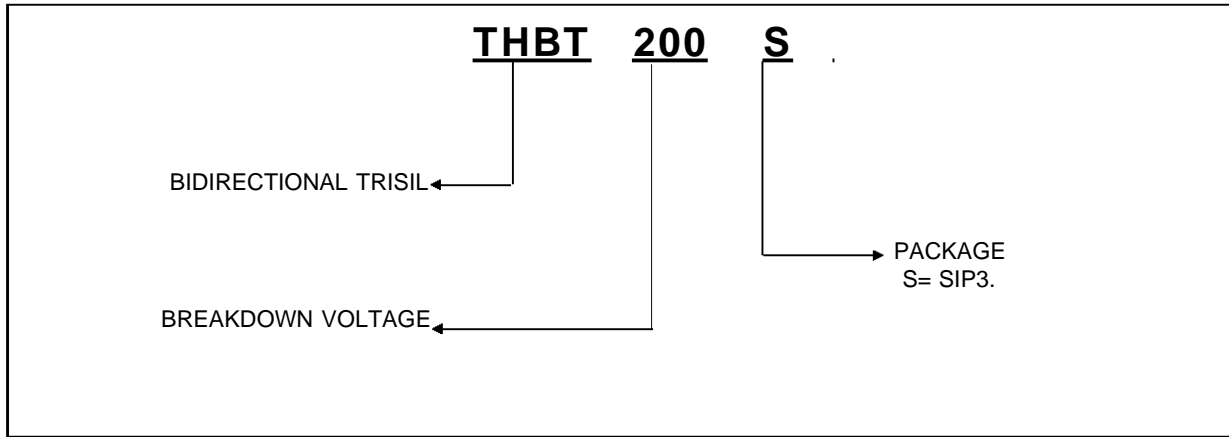 THBT 200 S
BIDIRECTIONAL TRISIL
PACKAGE
S= SIP3.
BREAKDOWN VOLTAGE